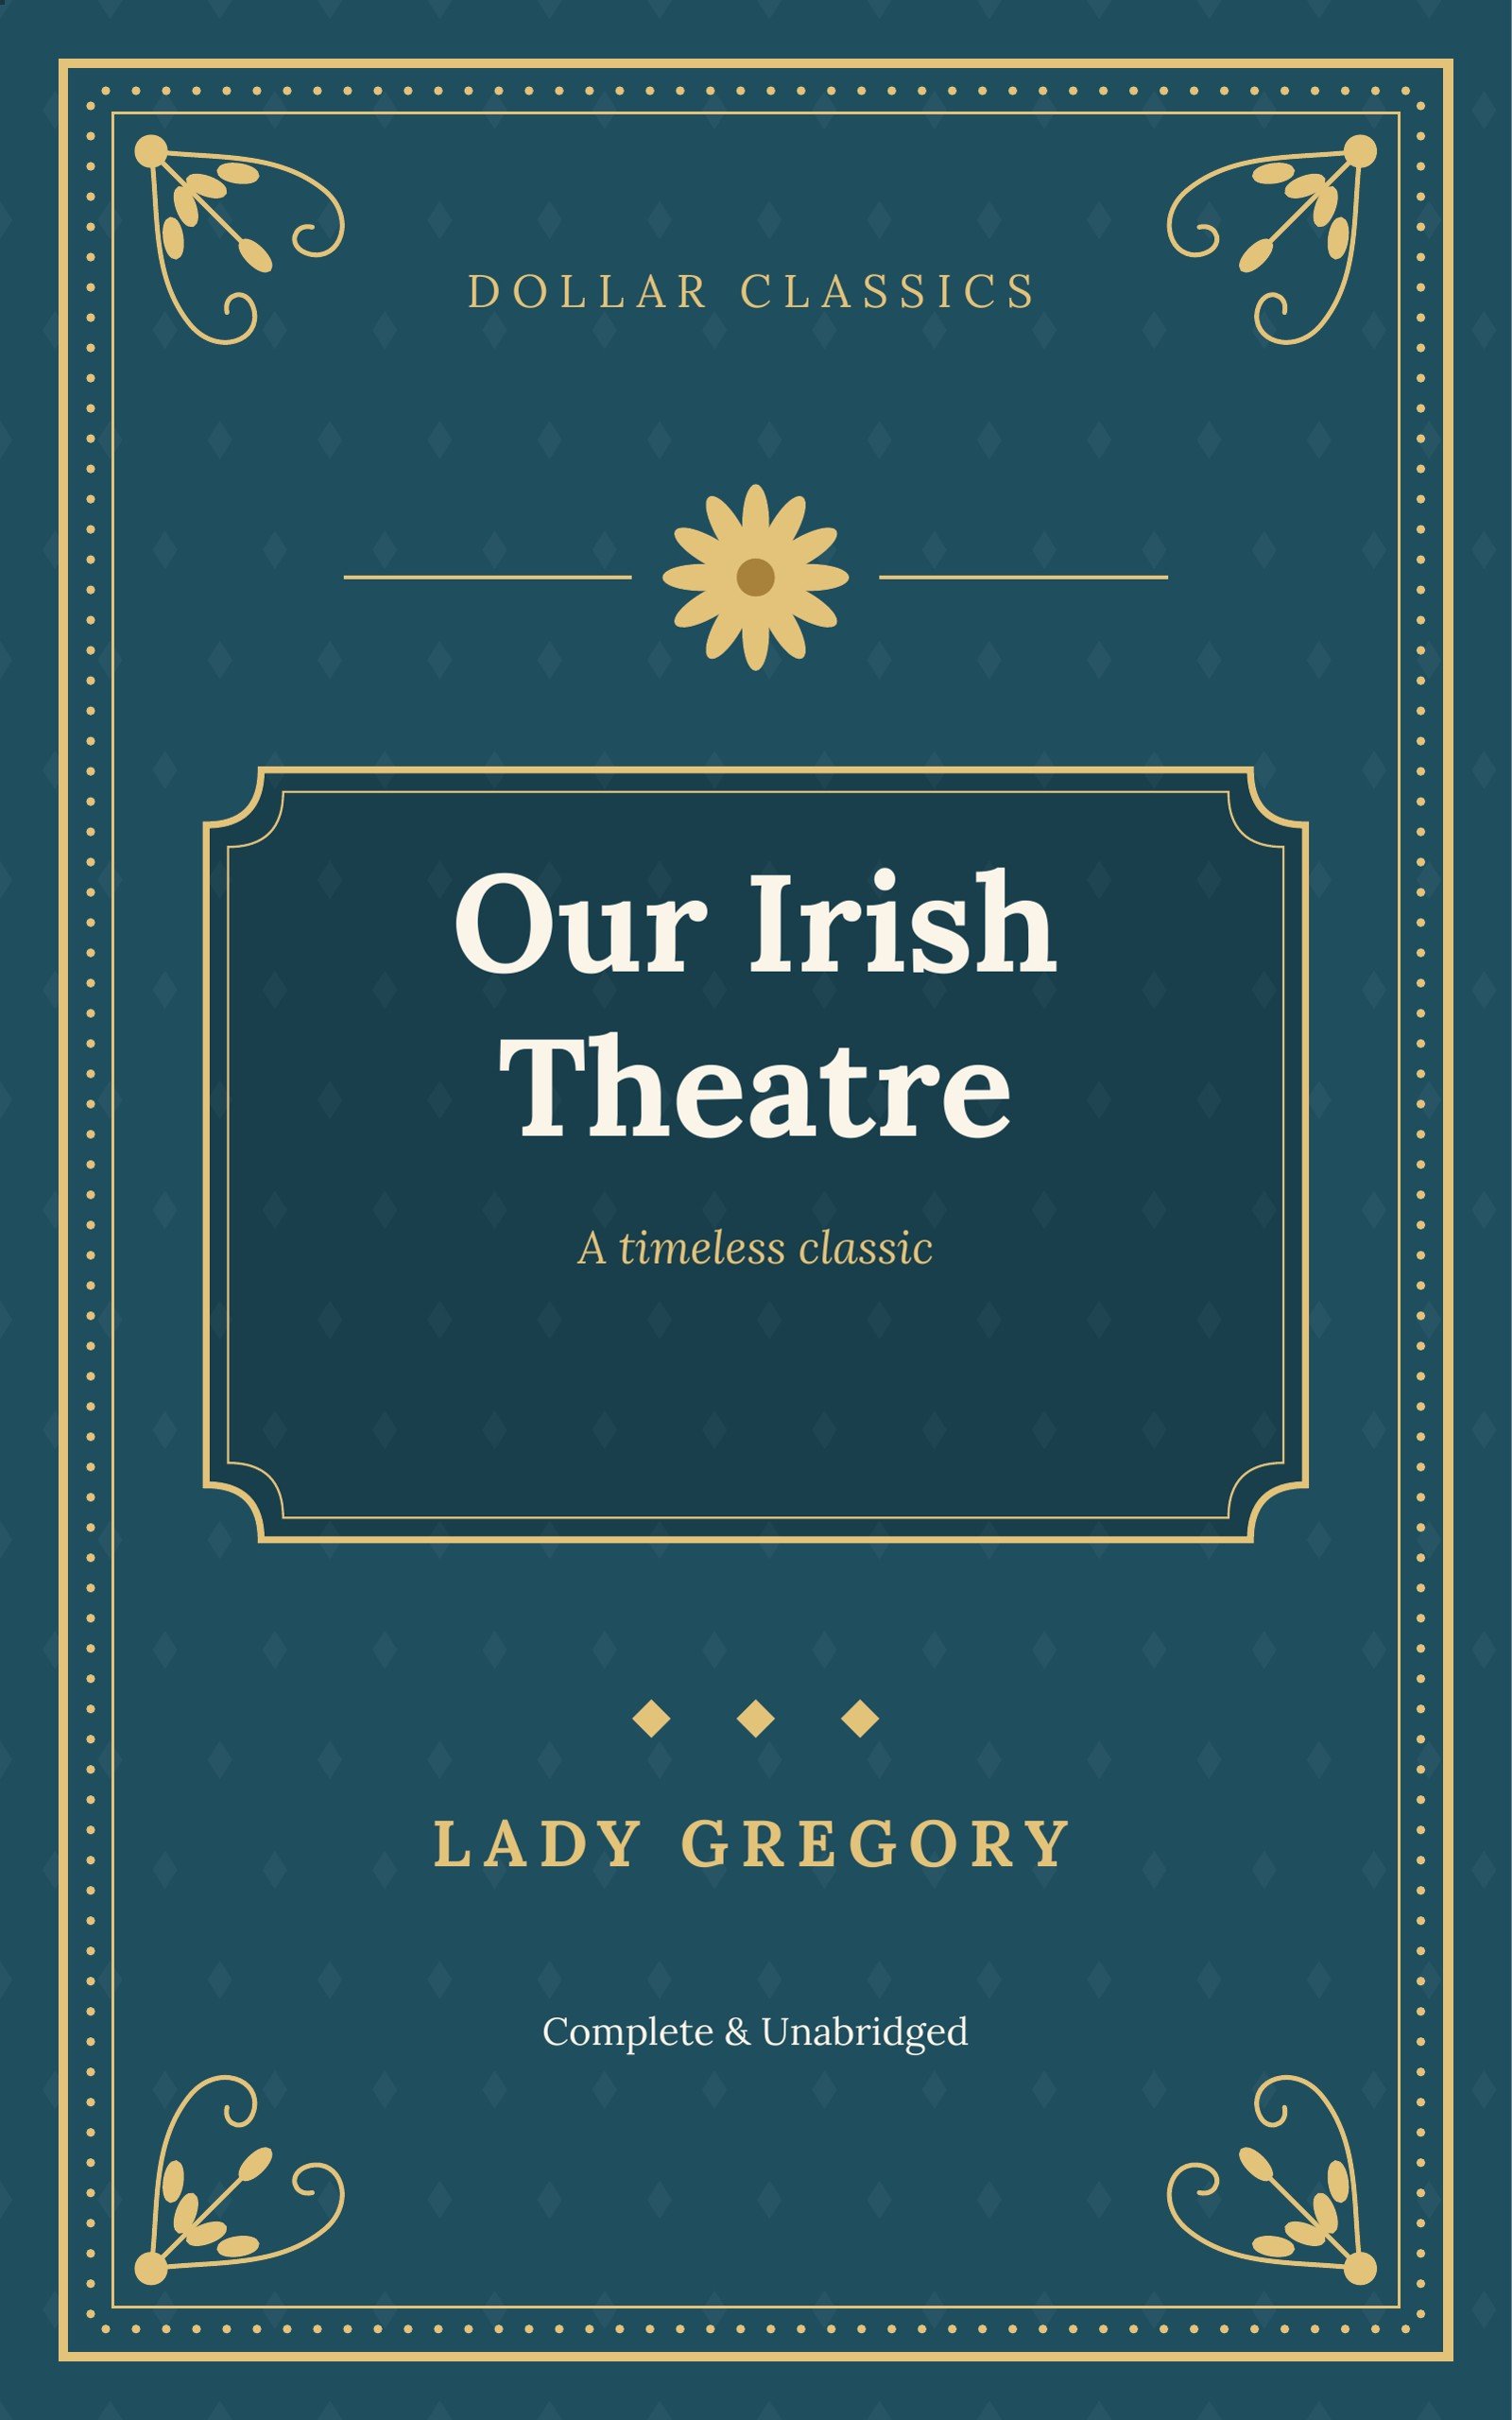 DOLLAR CLASSICS
Our Irish
Theatre
A timeless classic
LADY GREGORY
Complete & Unabridged